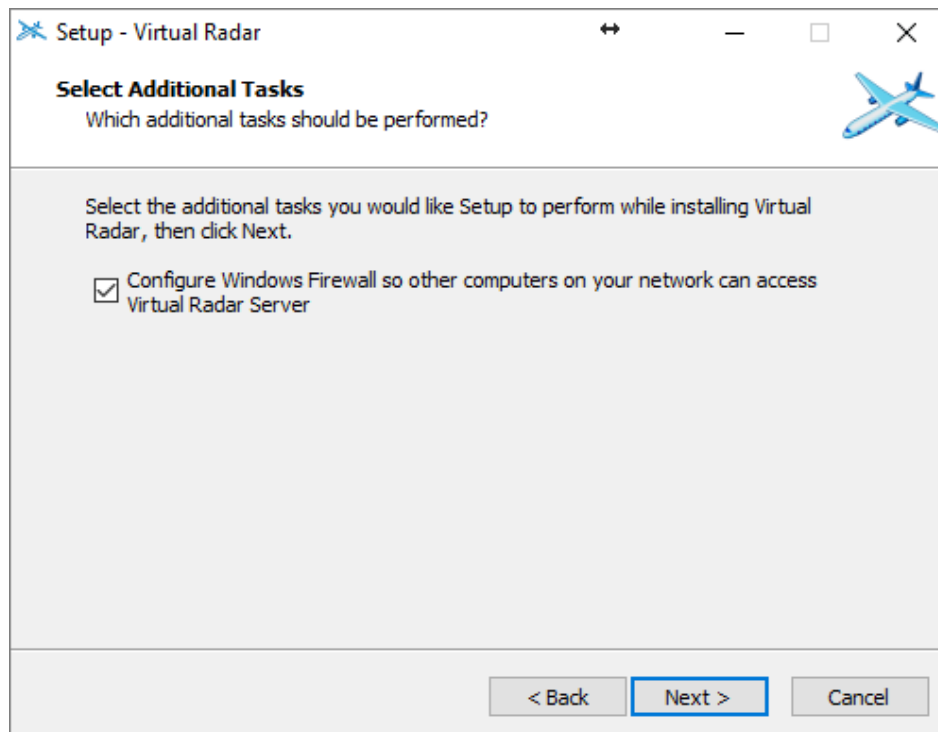 Setup - Virtual Radar
Select Additional Tasks
Which additional tasks should be performed?
Select the additional tasks you would like Setup to perform while installing Virtual
Radar, then click Next.
Configure Windows Firewall so other computers on your network can access
Virtual Radar Server
< Back
Next >
Cancel